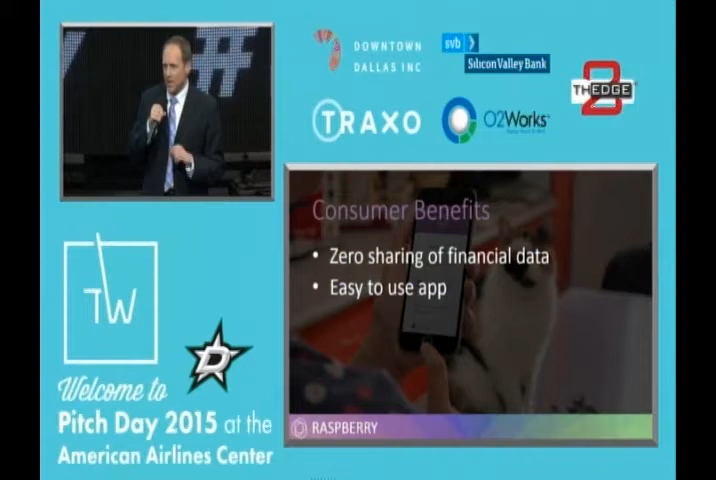 #
DOWNTOWN
DALLAS INC
svb
Silicon Valley Bank
TRAXO
O2Works
THE EDGE
Consumer Benefits
• Zero sharing of financial data
• Easy to use app
RASPBERRY
TW
D
Welcome to
Pitch Day 2015 at the
American Airlines Center